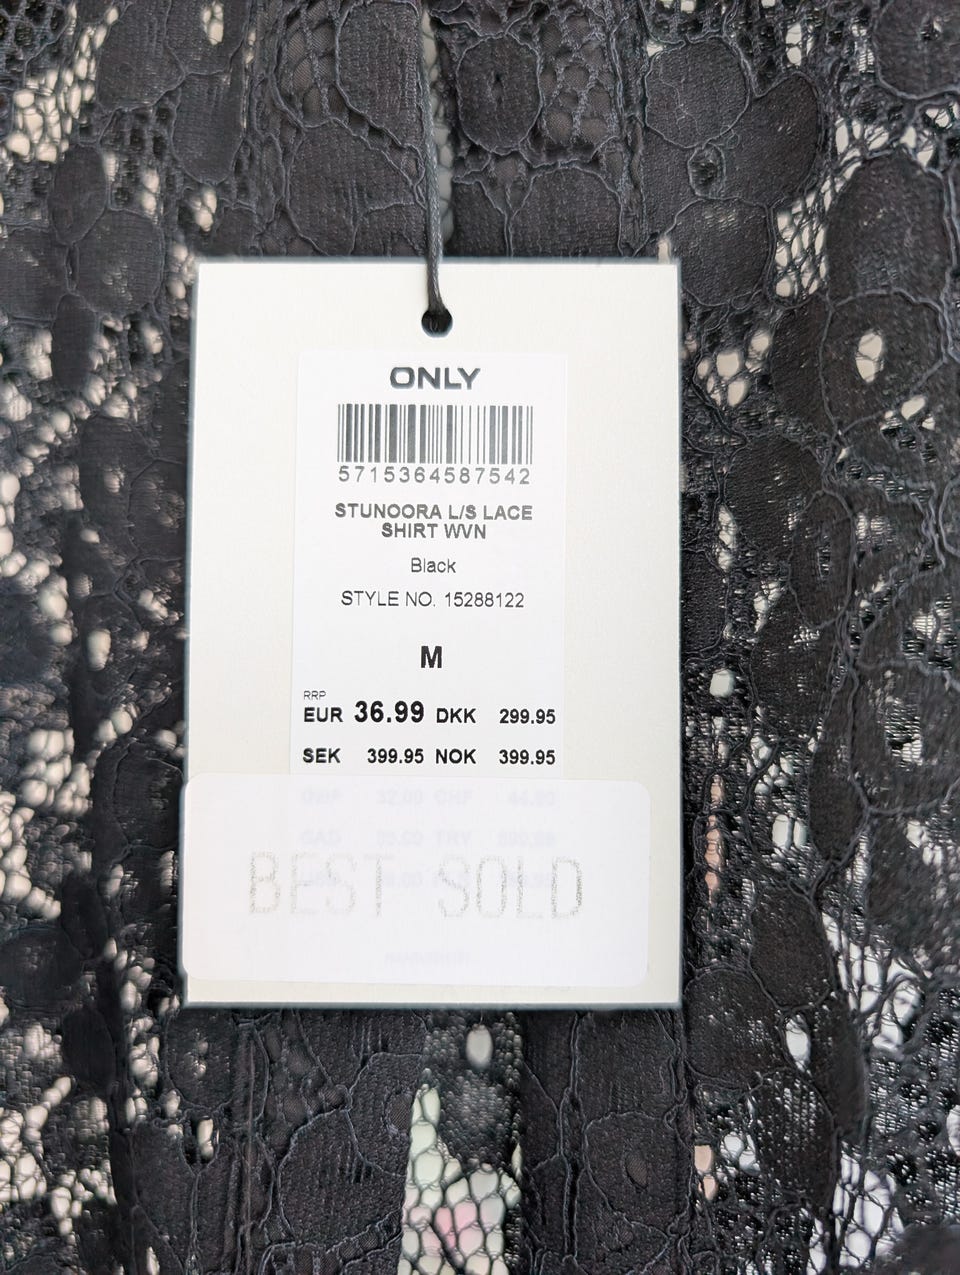 ONLY
5715364587542
STUNOORA L/S LACE
SHIRT WVN
Black
STYLE NO. 15288122
M
RRP
EUR 36.99 DKK 299.95
SEK 399.95 NOK 399.95
BEST SOLD